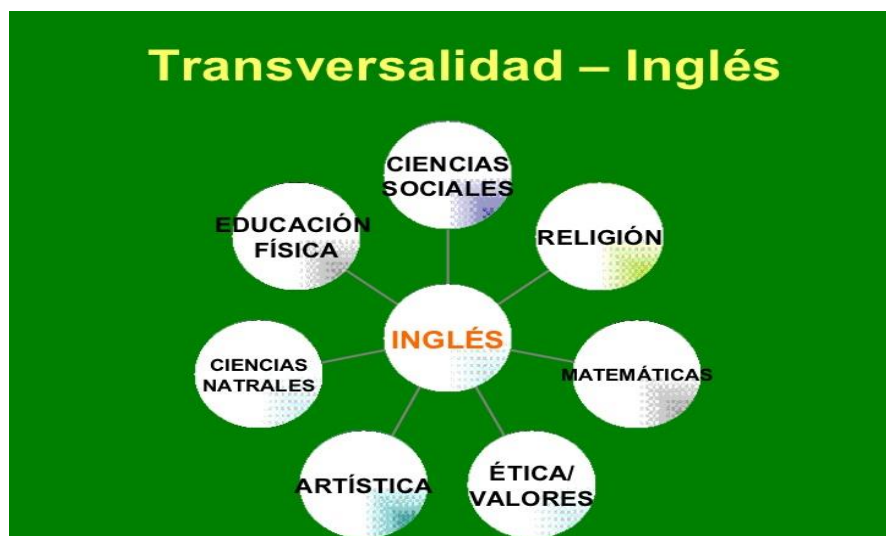 Transversalidad – Inglés
CIENCIAS
SOCIALES
EDUCACIÓN
FÍSICA
RELIGIÓN
INGLÉS
CIENCIAS
NATRALES
MATEMÁTICAS
ARTÍSTICA
ÉTICA/
VALORES